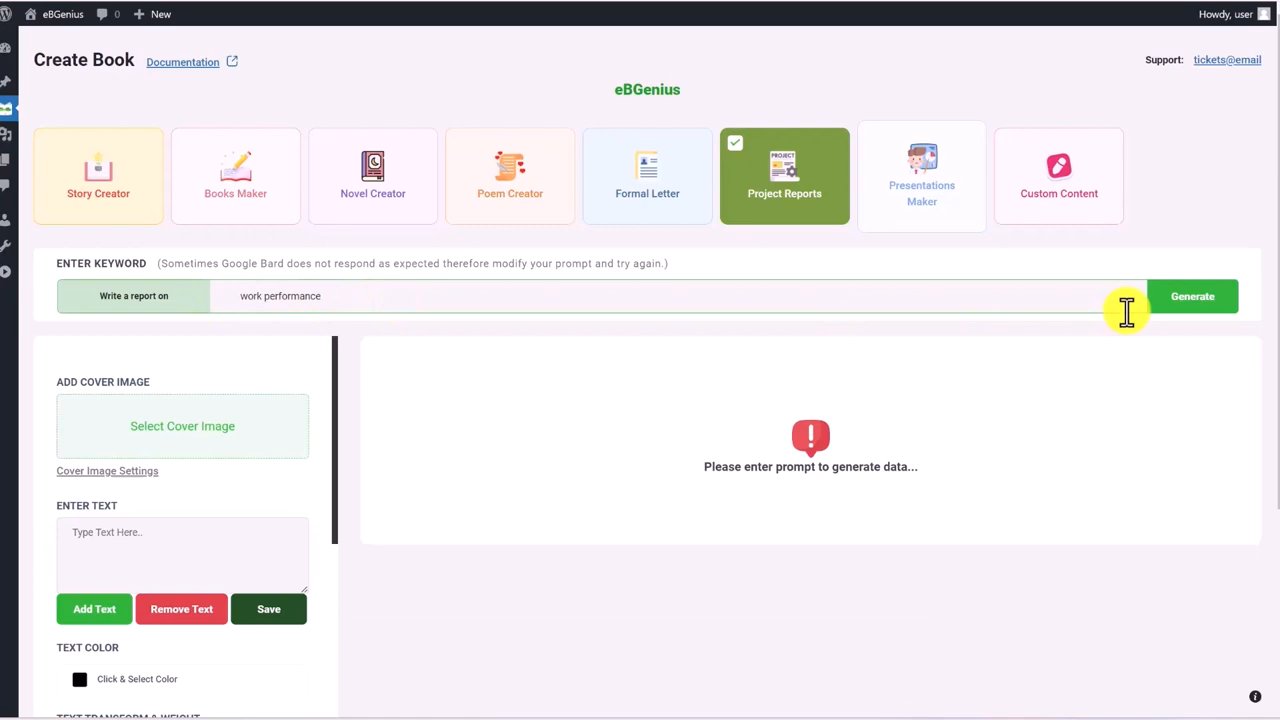 eBGenius 0 New Howdy, user
Create Book Documentation Support: tickets@email
eBGenius
Story Creator Books Maker Novel Creator Poem Creator Formal Letter PROJECT Project Reports Presentations Maker Custom Content
ENTER KEYWORD (Sometimes Google Bard does not respond as expected therefore modify your prompt and try again.)
Write a report on work performance Generate
ADD COVER IMAGE
Select Cover Image
Cover Image Settings
Please enter prompt to generate data...
ENTER TEXT
Type Text Here..
Add Text Remove Text Save
TEXT COLOR
Click & Select Color
TEXT TRANSFORM & WEIGHT